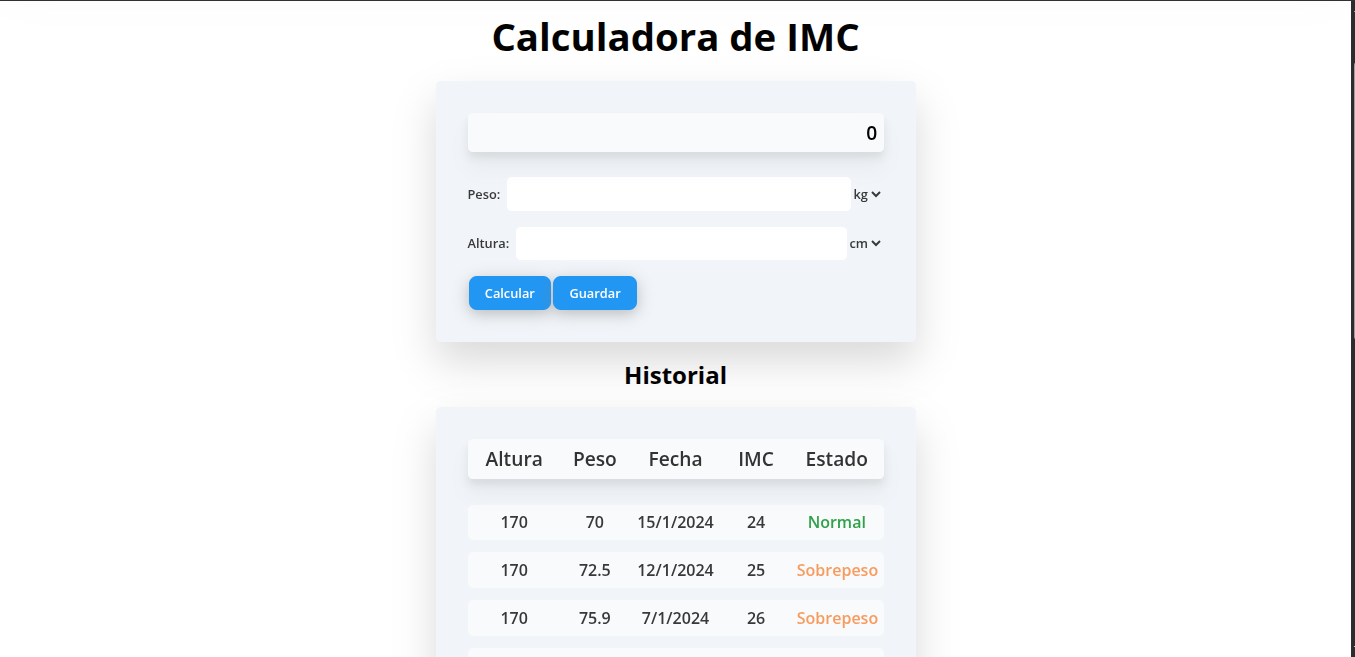 Calculadora de IMC
0
Peso: kg
Altura: cm
Calcular Guardar
Historial
Altura Peso Fecha IMC Estado
170 70 15/1/2024 24 Normal
170 72.5 12/1/2024 25 Sobrepeso
170 75.9 7/1/2024 26 Sobrepeso